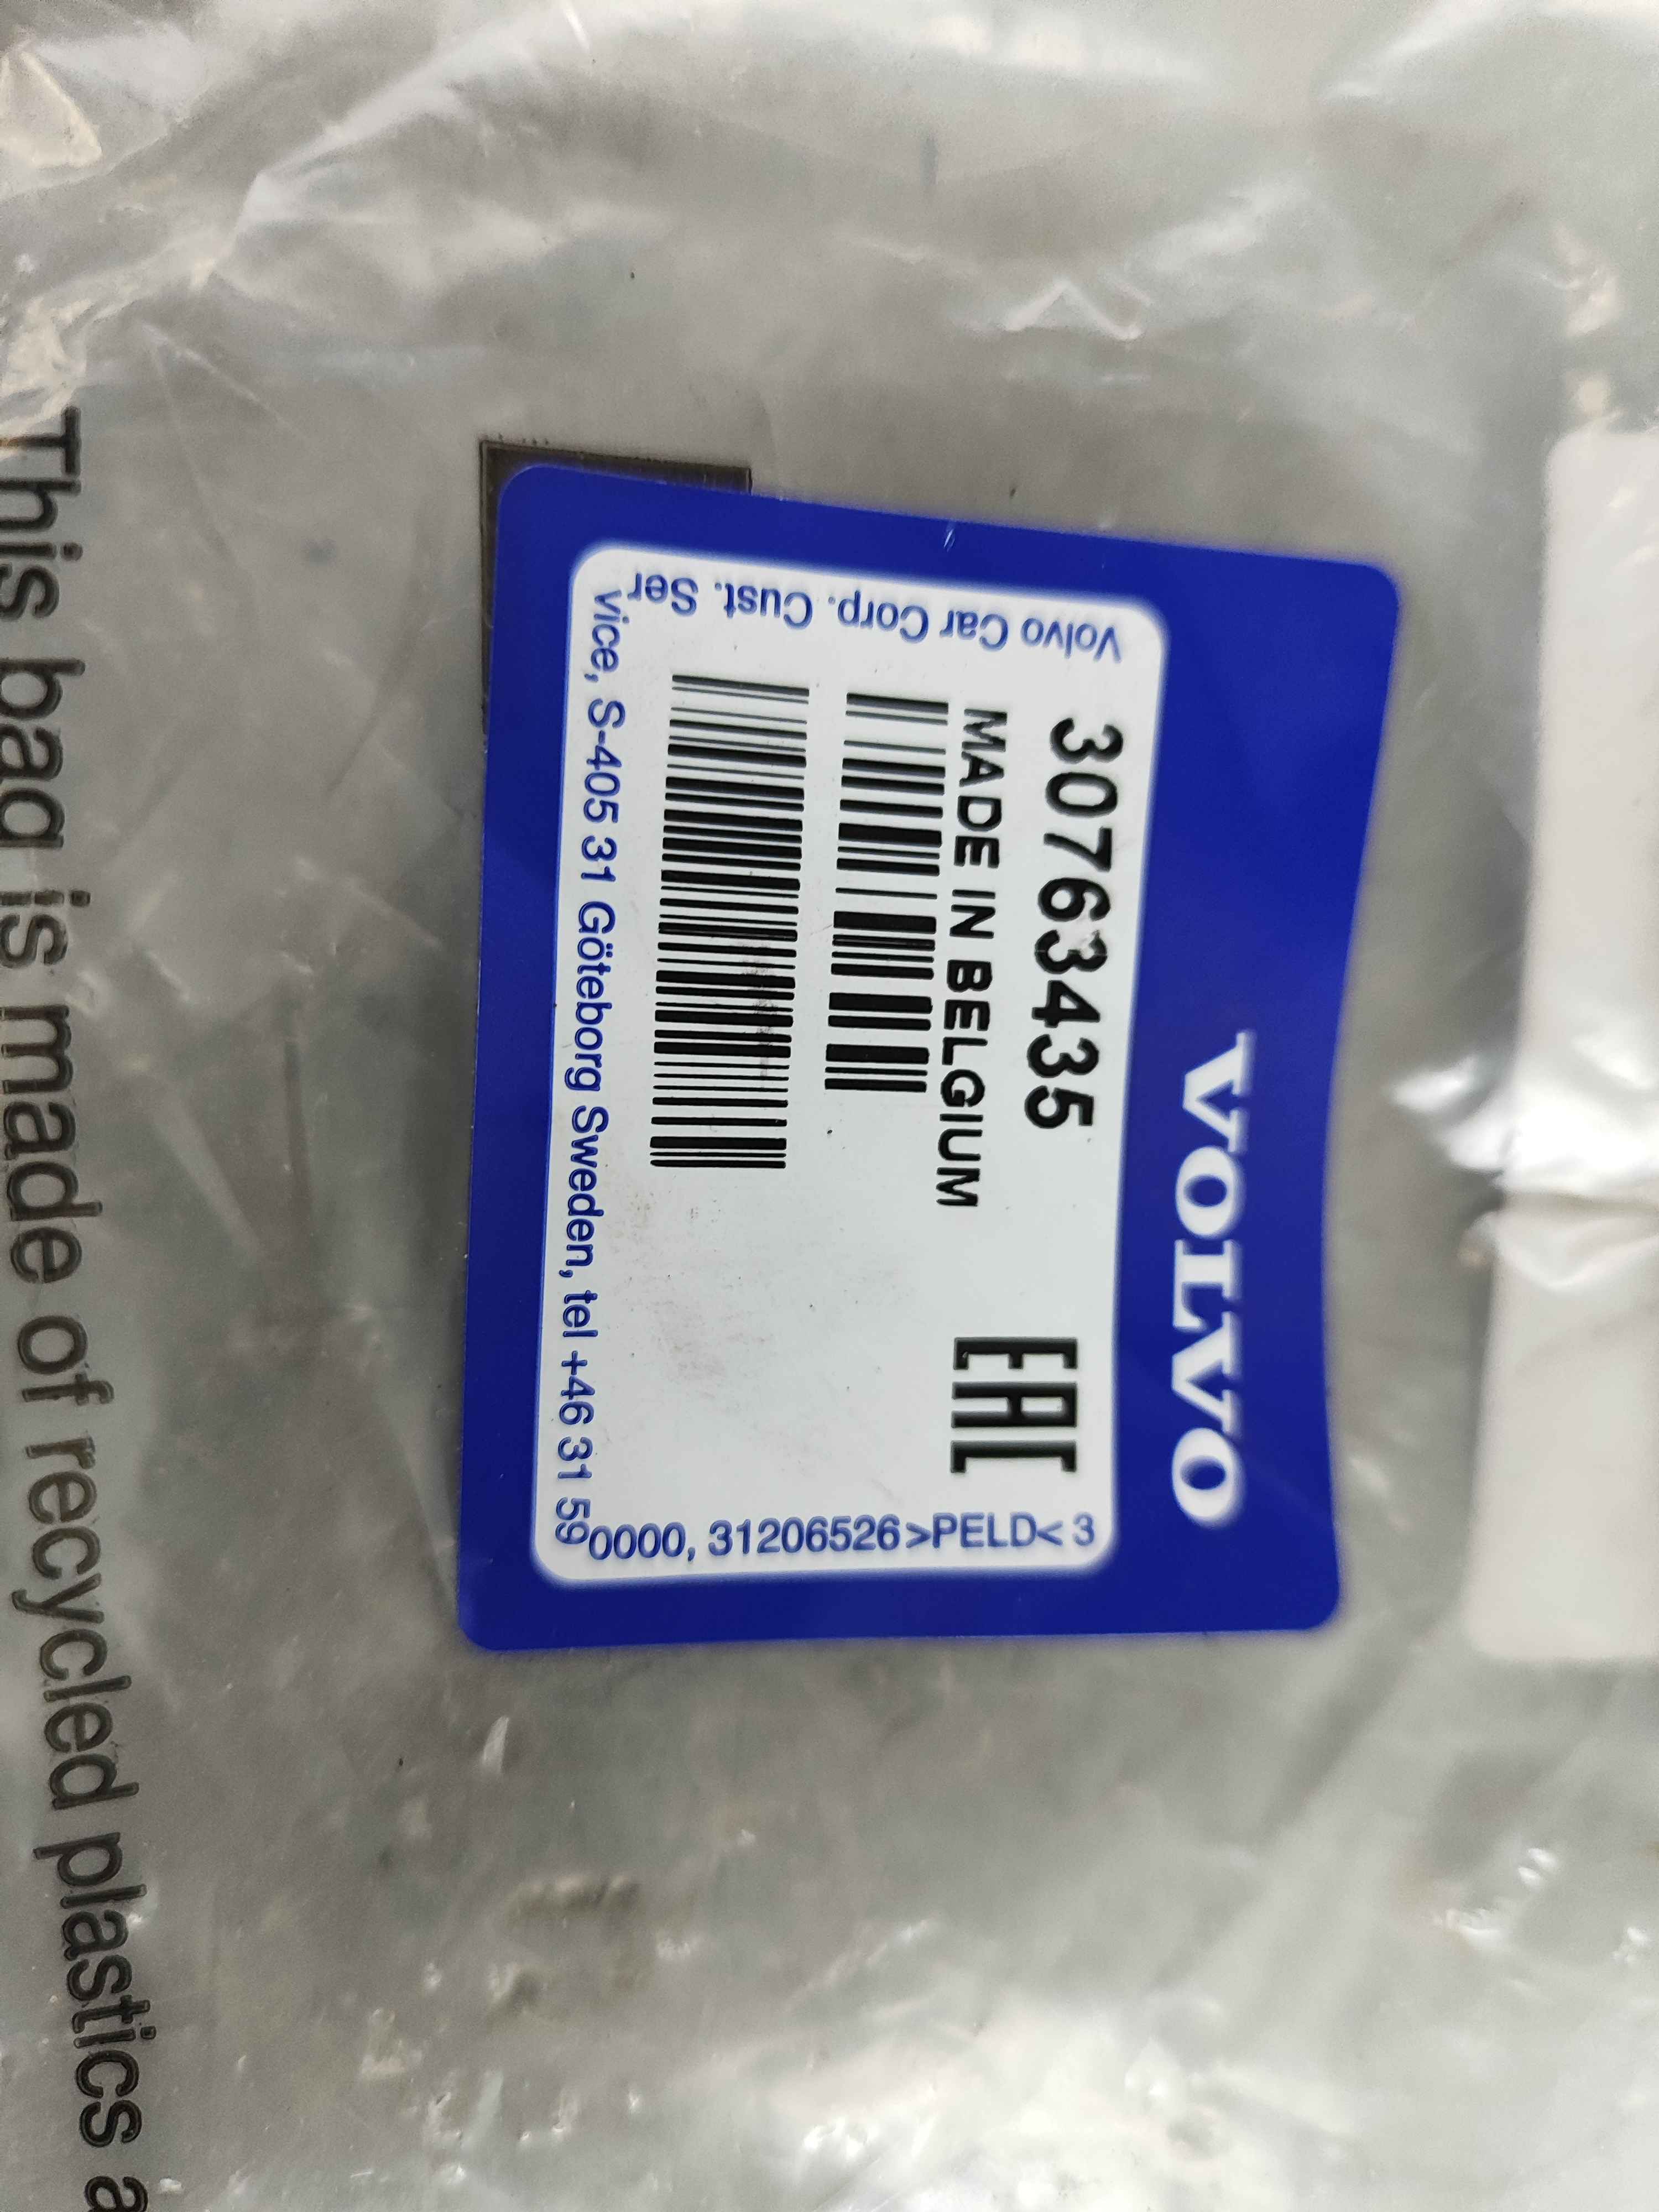 VOLVO
30763435
MADE IN BELGIUM
EAC
Volvo Car Corp. Cust. Ser
vice, S-405 31 Göteborg Sweden, tel +46 31 59
0000, 31206526>PELD< 3
This bag is made of recycled plastics a